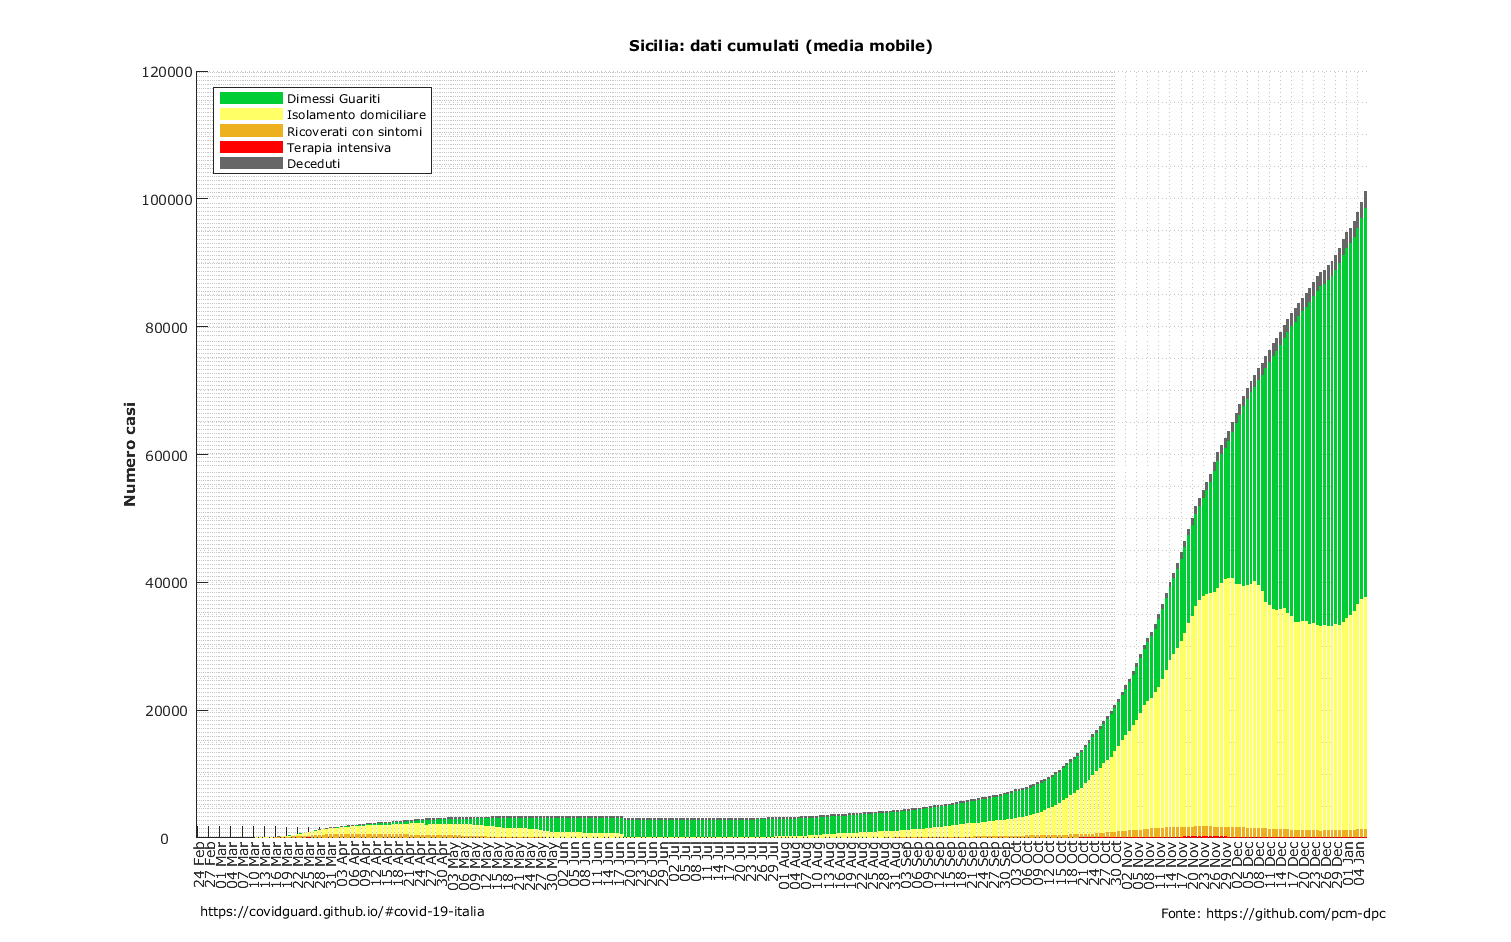 Sicilia: dati cumulati (media mobile)
120000
100000
80000
60000
40000
20000
0
Numero casi
Dimessi Guariti
Isolamento domiciliare
Ricoverati con sintomi
Terapia intensiva
Deceduti
24 Feb
27 Feb
01 Mar
04 Mar
07 Mar
10 Mar
13 Mar
16 Mar
19 Mar
22 Mar
25 Mar
28 Mar
31 Mar
03 Apr
06 Apr
09 Apr
12 Apr
15 Apr
18 Apr
21 Apr
24 Apr
27 Apr
30 Apr
03 May
06 May
09 May
12 May
15 May
18 May
21 May
24 May
27 May
30 May
02 Jun
05 Jun
08 Jun
11 Jun
14 Jun
17 Jun
20 Jun
23 Jun
26 Jun
29 Jun
02 Jul
05 Jul
08 Jul
11 Jul
14 Jul
17 Jul
20 Jul
23 Jul
26 Jul
29 Jul
01 Aug
04 Aug
07 Aug
10 Aug
13 Aug
16 Aug
19 Aug
22 Aug
25 Aug
28 Aug
31 Aug
03 Sep
06 Sep
09 Sep
12 Sep
15 Sep
18 Sep
21 Sep
24 Sep
27 Sep
30 Sep
03 Oct
06 Oct
09 Oct
12 Oct
15 Oct
18 Oct
21 Oct
24 Oct
27 Oct
30 Oct
02 Nov
05 Nov
08 Nov
11 Nov
14 Nov
17 Nov
20 Nov
23 Nov
26 Nov
29 Nov
02 Dec
05 Dec
08 Dec
11 Dec
14 Dec
17 Dec
20 Dec
23 Dec
26 Dec
29 Dec
01 Jan
04 Jan
https://covidguard.github.io/#covid-19-italia
Fonte: https://github.com/pcm-dpc